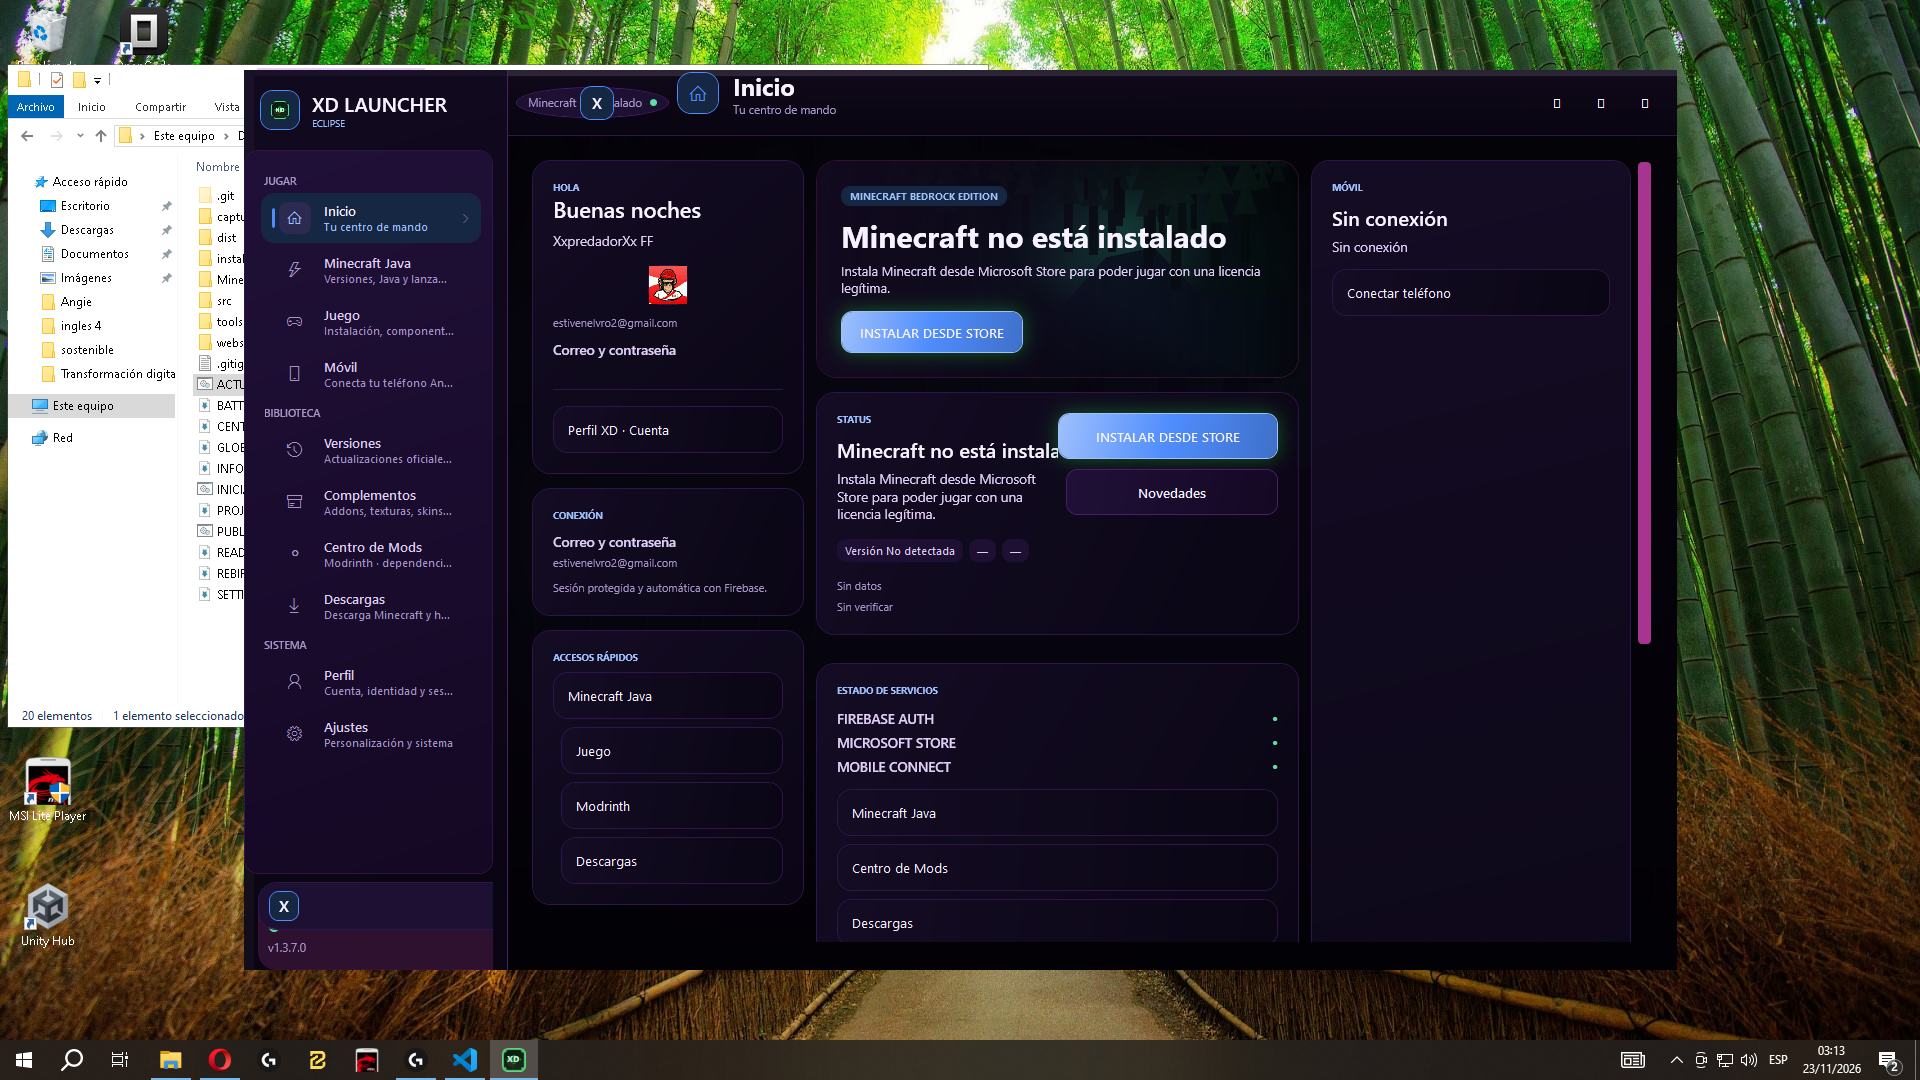 Archivo
Inicio
Compartir
Vista
Este equipo
Nombre
Acceso rápido
Escritorio
Descargas
Documentos
Imágenes
Angie
ingles 4
sostenible
Transformación digita
Este equipo
Red
.git
captu
dist
instal
Mine
src
tools
webs
.gitig
ACTU
BATT
CENT
GLOB
INFO
INICI
PROJ
PUBL
READ
REBIF
SETTI
20 elementos
1 elemento seleccionado
XD
XD LAUNCHER
ECLIPSE
JUGAR
Inicio
Tu centro de mando
Minecraft Java
Versiones, Java y lanza...
Juego
Instalación, component...
Móvil
Conecta tu teléfono An...
BIBLIOTECA
Versiones
Actualizaciones oficiale...
Complementos
Addons, texturas, skins...
Centro de Mods
Modrinth · dependenci...
Descargas
Descarga Minecraft y h...
SISTEMA
Perfil
Cuenta, identidad y ses...
Ajustes
Personalización y sistema
X
v1.3.7.0
Minecraft
X
alado
Inicio
Tu centro de mando
HOLA
Buenas noches
XxpredadorXx FF
estivenelvro2@gmail.com
Correo y contraseña
Perfil XD · Cuenta
CONEXIÓN
Correo y contraseña
estivenelvro2@gmail.com
Sesión protegida y automática con Firebase.
ACCESOS RÁPIDOS
Minecraft Java
Juego
Modrinth
Descargas
MINECRAFT BEDROCK EDITION
Minecraft no está instalado
Instala Minecraft desde Microsoft Store para poder jugar con una licencia
legítima.
INSTALAR DESDE STORE
STATUS
Minecraft no está instala
Instala Minecraft desde Microsoft
Store para poder jugar con una
licencia legítima.
INSTALAR DESDE STORE
Novedades
Versión No detectada
—
—
Sin datos
Sin verificar
ESTADO DE SERVICIOS
FIREBASE AUTH
MICROSOFT STORE
MOBILE CONNECT
Minecraft Java
Centro de Mods
Descargas
MÓVIL
Sin conexión
Sin conexión
Conectar teléfono
MSI Lite Player
Unity Hub
XD
ESP
03:13
23/11/2026
2